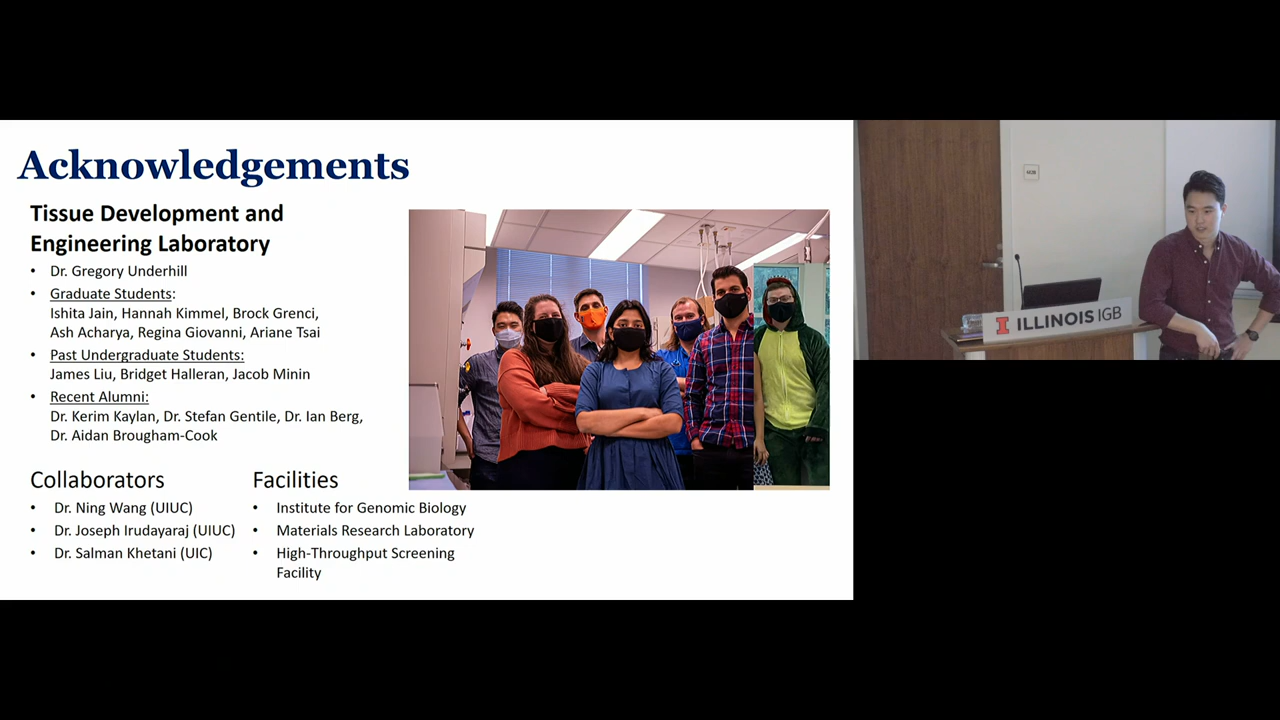 Acknowledgements
Tissue Development and
Engineering Laboratory
• Dr. Gregory Underhill
• Graduate Students:
Ishita Jain, Hannah Kimmel, Brock Grenci,
Ash Acharya, Regina Giovanni, Ariane Tsai
• Past Undergraduate Students:
James Liu, Bridget Halleran, Jacob Minin
• Recent Alumni:
Dr. Kerim Kaylan, Dr. Stefan Gentile, Dr. Ian Berg,
Dr. Aidan Brougham-Cook
Collaborators
• Dr. Ning Wang (UIUC)
• Dr. Joseph Irudayaraj (UIUC)
• Dr. Salman Khetani (UIC)
Facilities
• Institute for Genomic Biology
• Materials Research Laboratory
• High-Throughput Screening
Facility
I ILLINOIS IGB